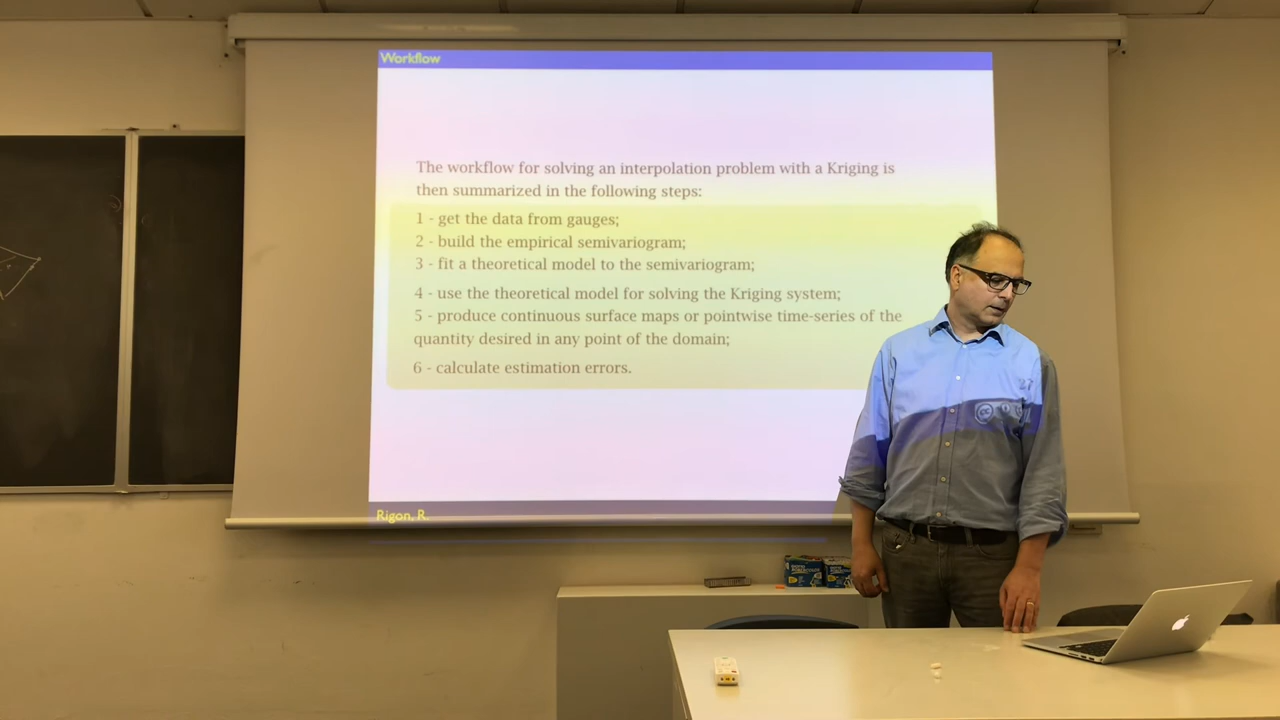 Workflow
The workflow for solving an interpolation problem with a Kriging is
then summarized in the following steps:
1 - get the data from gauges;
2 - build the empirical semivariogram;
3 - fit a theoretical model to the semivariogram;
4 - use the theoretical model for solving the Kriging system;
5 - produce continuous surface maps or pointwise time-series of the
quantity desired in any point of the domain;
6 - calculate estimation errors.
27
cc
Rigon, R.